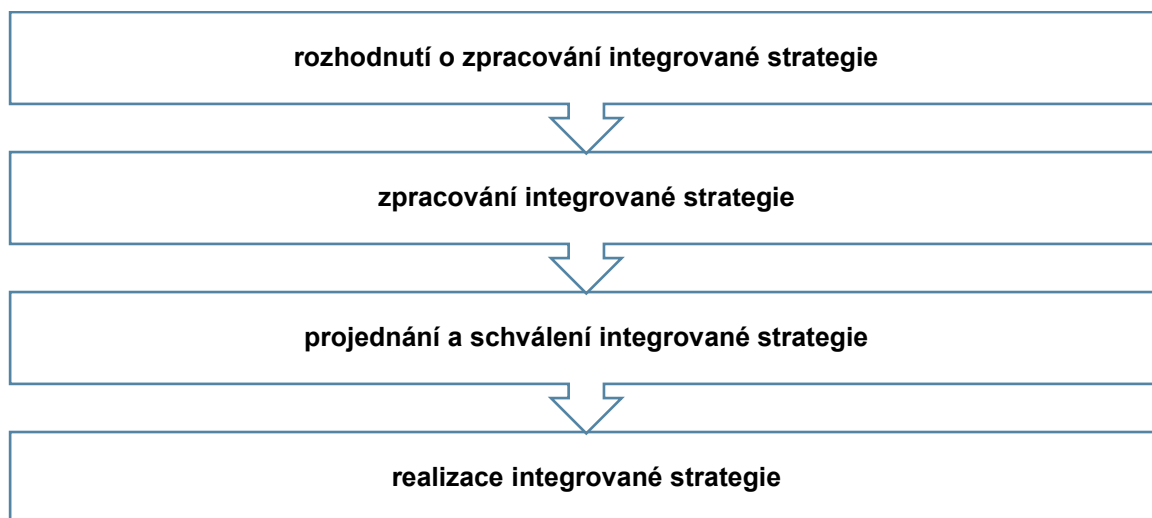 rozhodnutí o zpracování integrované strategie
zpracování integrované strategie
projednání a schválení integrované strategie
realizace integrované strategie